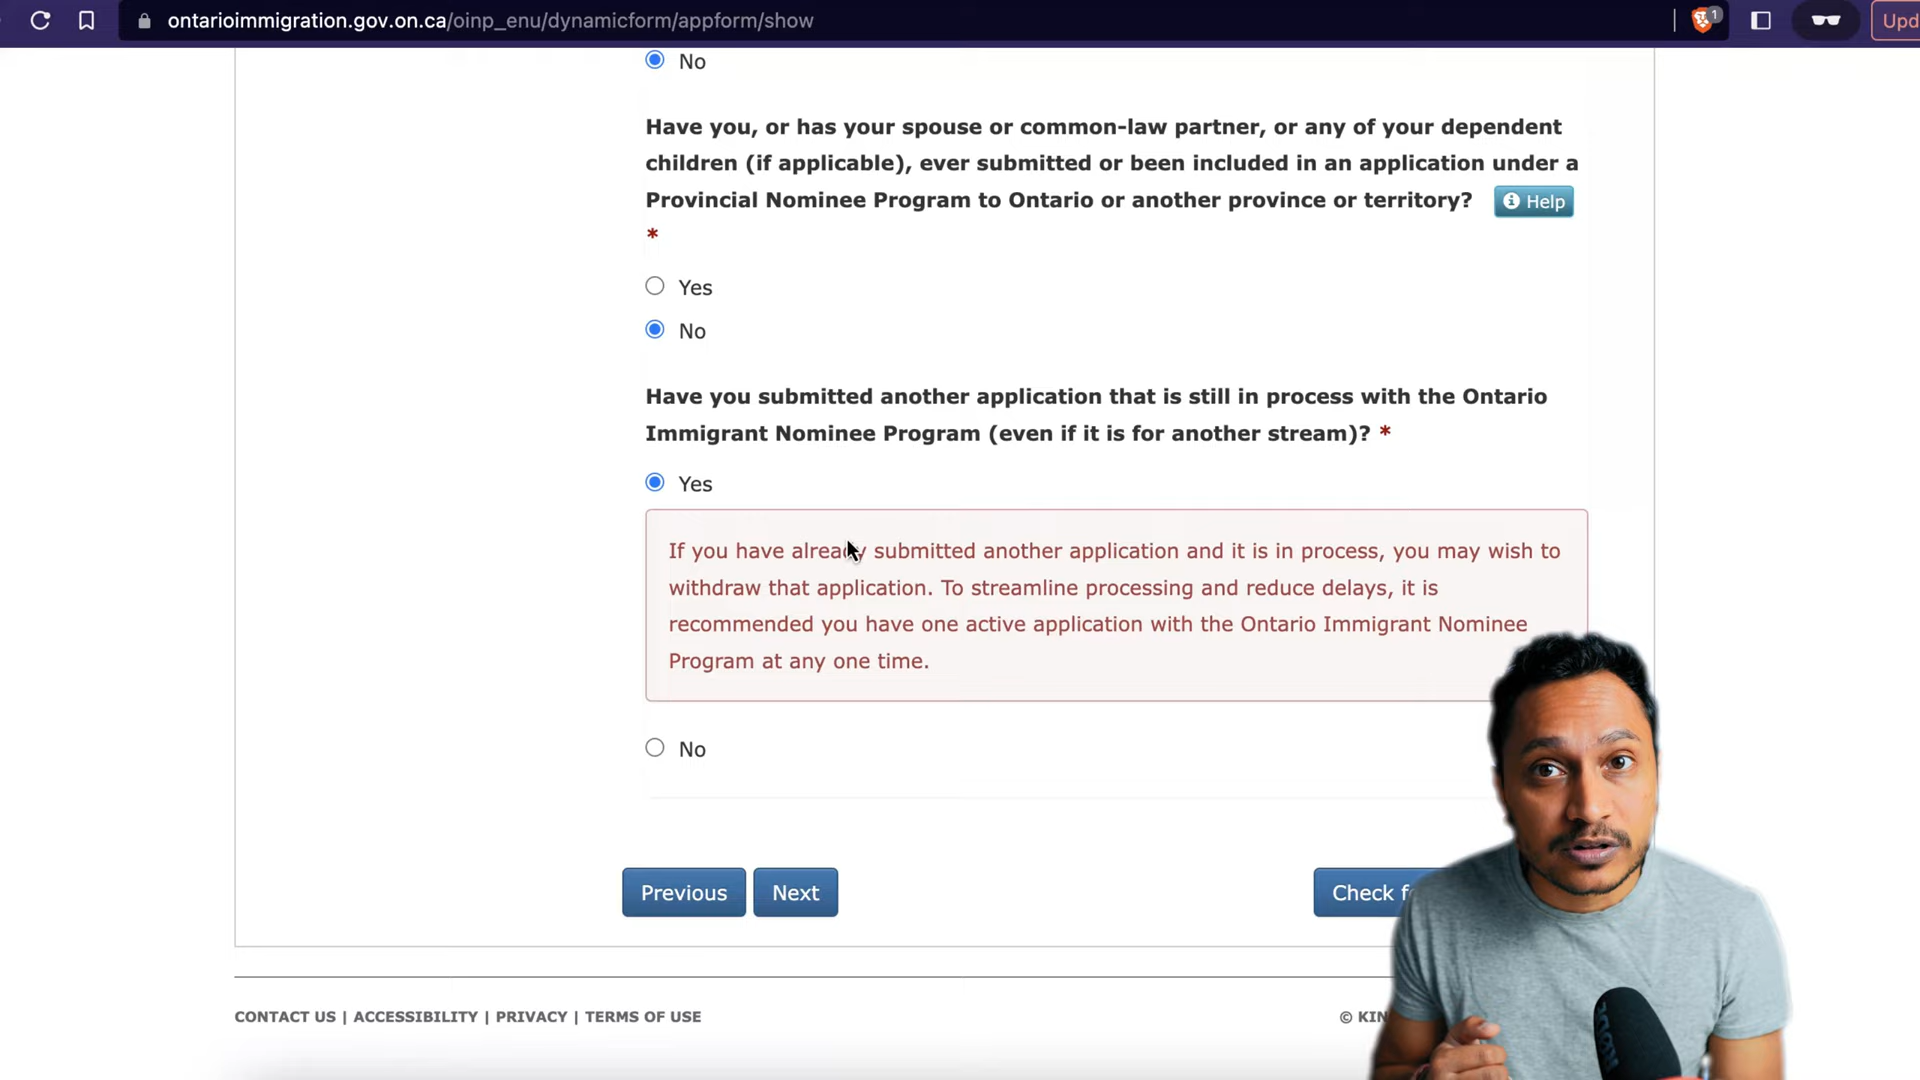 ontarioimmigration.gov.on.ca/oinp_enu/dynamicform/appform/show
1
Upd
No
Have you, or has your spouse or common-law partner, or any of your dependent
children (if applicable), ever submitted or been included in an application under a
Provincial Nominee Program to Ontario or another province or territory? Help
*
Yes
No
Have you submitted another application that is still in process with the Ontario
Immigrant Nominee Program (even if it is for another stream)? *
Yes
If you have already submitted another application and it is in process, you may wish to
withdraw that application. To streamline processing and reduce delays, it is
recommended you have one active application with the Ontario Immigrant Nominee
Program at any one time.
No
Previous Next Check f
CONTACT US | ACCESSIBILITY | PRIVACY | TERMS OF USE
© KIN